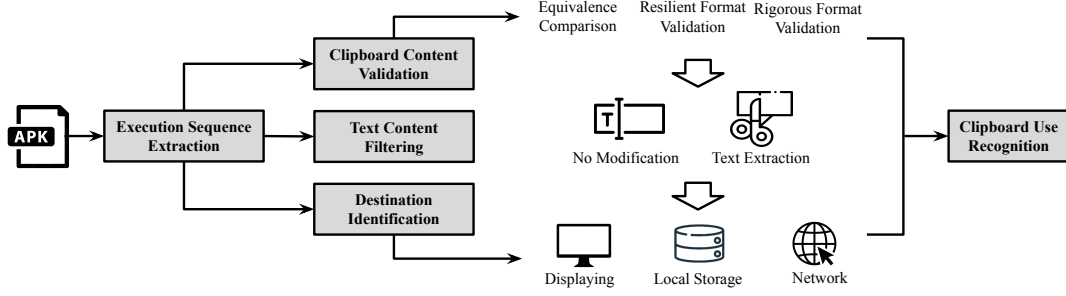 APK
Execution Sequence
Extraction
Clipboard Content
Validation
Text Content
Filtering
Destination
Identification
Equivalence
Comparison
Resilient Format
Validation
Rigorous Format
Validation
T
No Modification
Text Extraction
Displaying
Local Storage
Network
Clipboard Use
Recognition